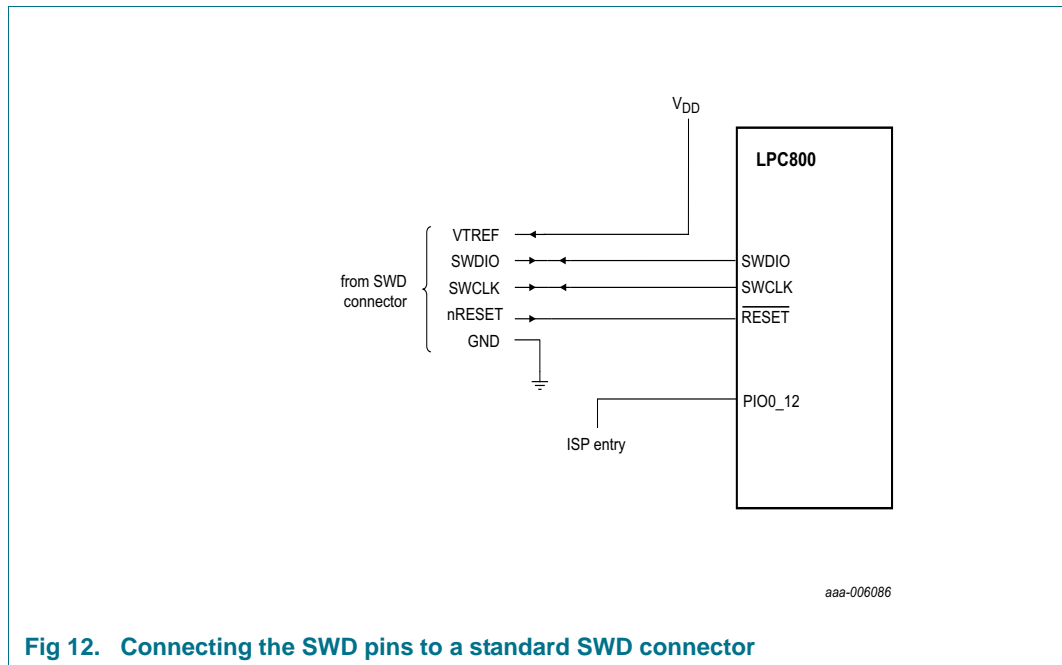 VDD
LPC800
VTREF
SWDIO
SWCLK
nRESET
GND
from SWD
connector
SWDIO
SWCLK
RESET
PIO0_12
ISP entry
aaa-006086
Fig 12. Connecting the SWD pins to a standard SWD connector